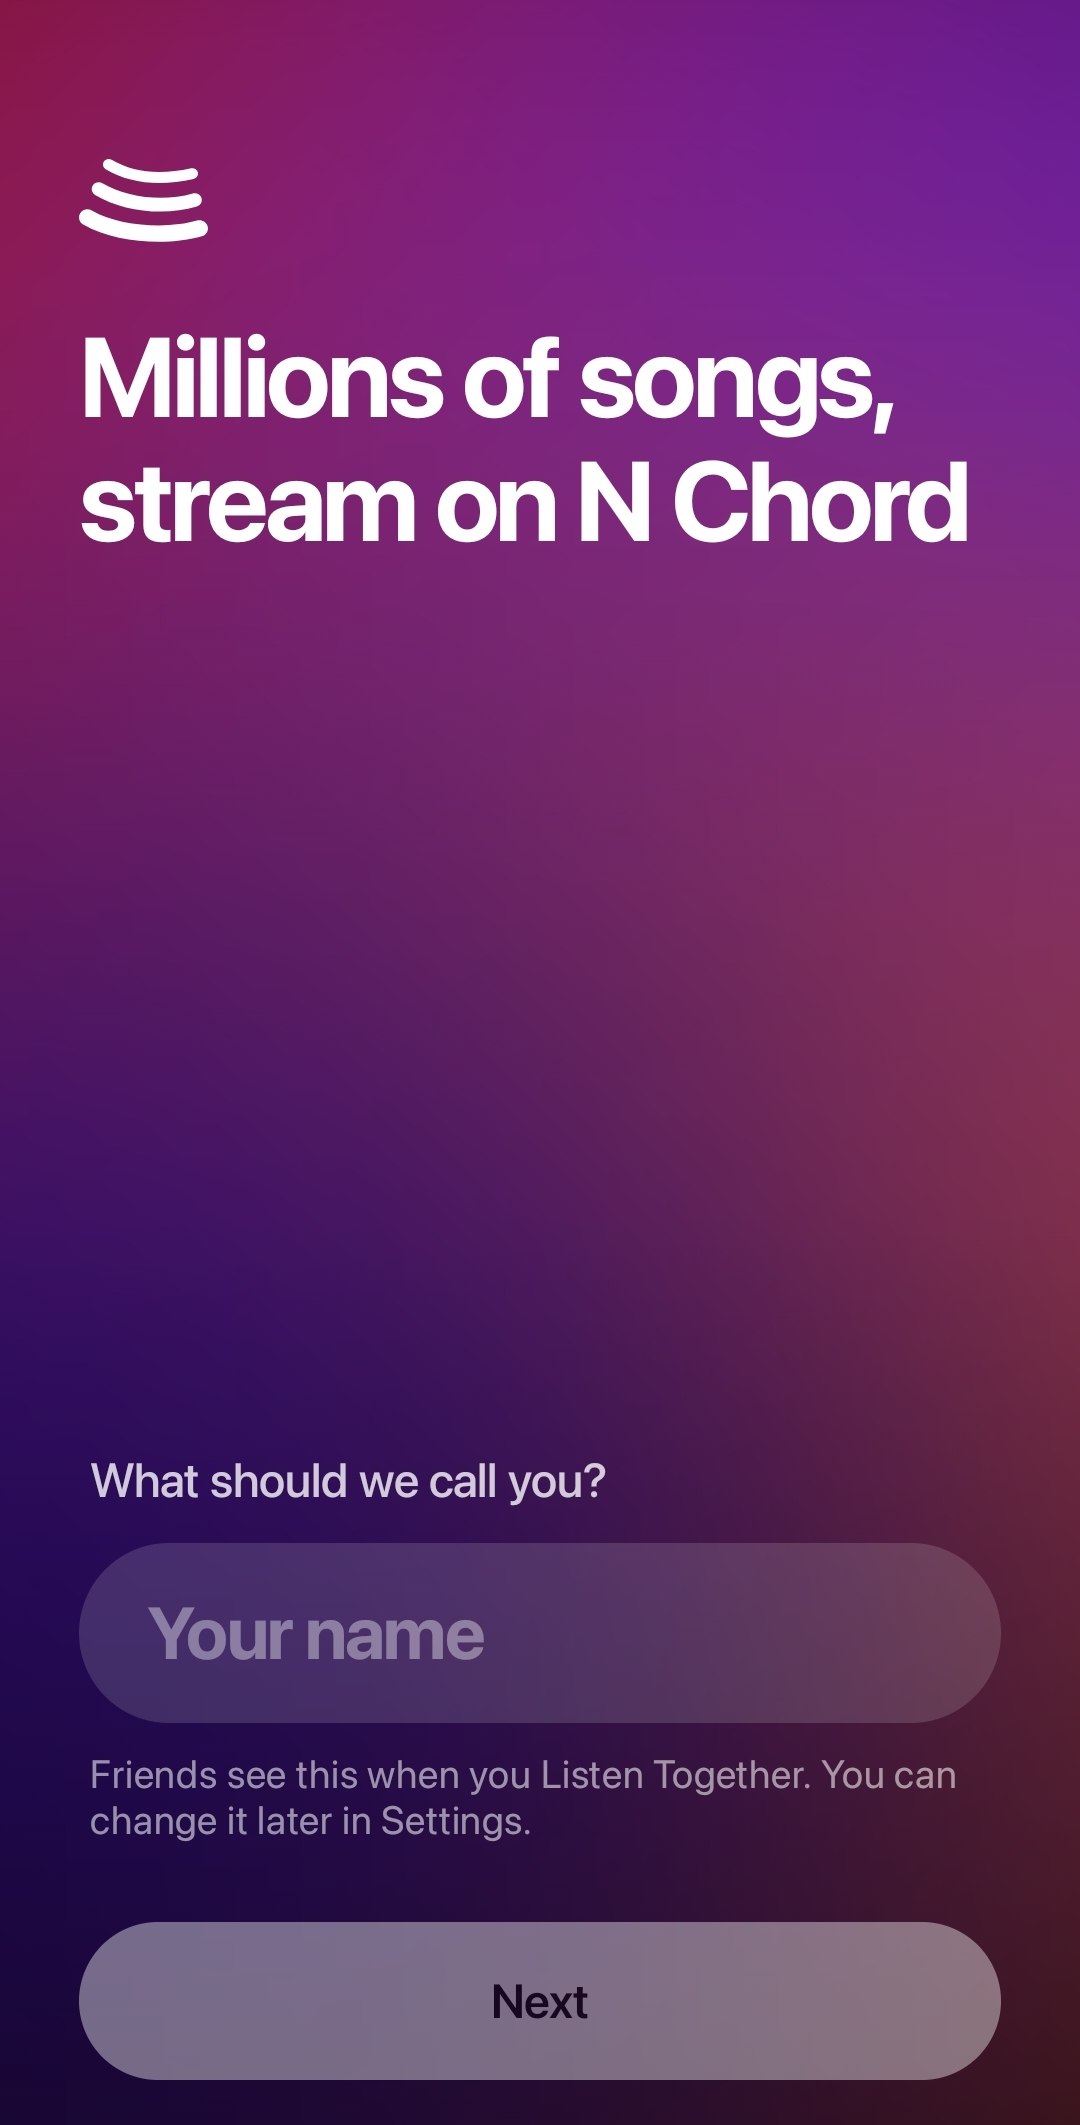 Millions of songs,
stream on N Chord
What should we call you?
Your name
Friends see this when you Listen Together. You can
change it later in Settings.
Next